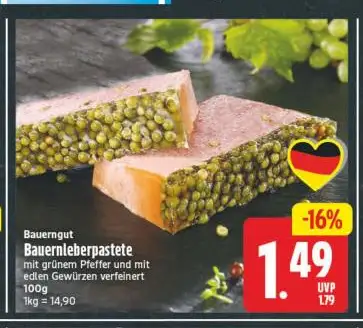 Bauerngut
Bauernleberpastete
mit grünem Pfeffer und mit
edlen Gewürzen verfeinert
100g
1kg = 14,90
-16%
1.49
UVP
1.79